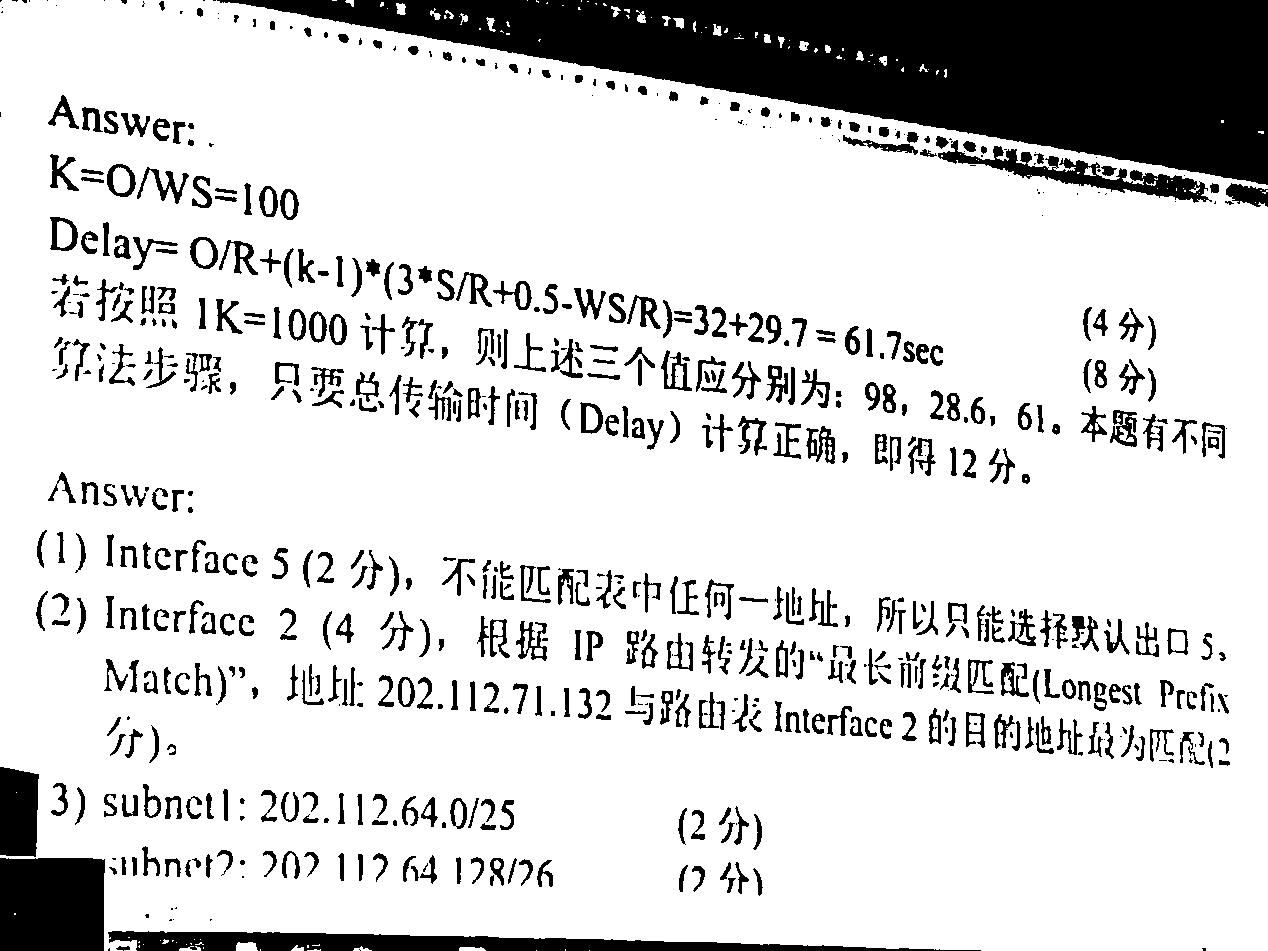 Answer:
K=O/WS=100
Delay= O/R+(k-1)*(3*S/R+0.5-WS/R)=32+29.7 = 61.7sec (4 分)
若按照 1K=1000 计算，则上述三个值应分别为：98，28.6，61。本题有不同 (8 分)
算法步骤，只要总传输时间（Delay）计算正确，即得 12 分。
Answer:
(1) Interface 5 (2 分)，不能匹配表中任何一地址，所以只能选择默认出口 5。
(2) Interface 2 (4 分)，根据 IP 路由转发的“最长前缀匹配(Longest Prefix
Match)”，地址 202.112.71.132 与路由表 Interface 2 的目的地址最为匹配(2
分)。
3) subnet1: 202.112.64.0/25 (2 分)
subnet2: 202.112.64.128/26 (2 分)